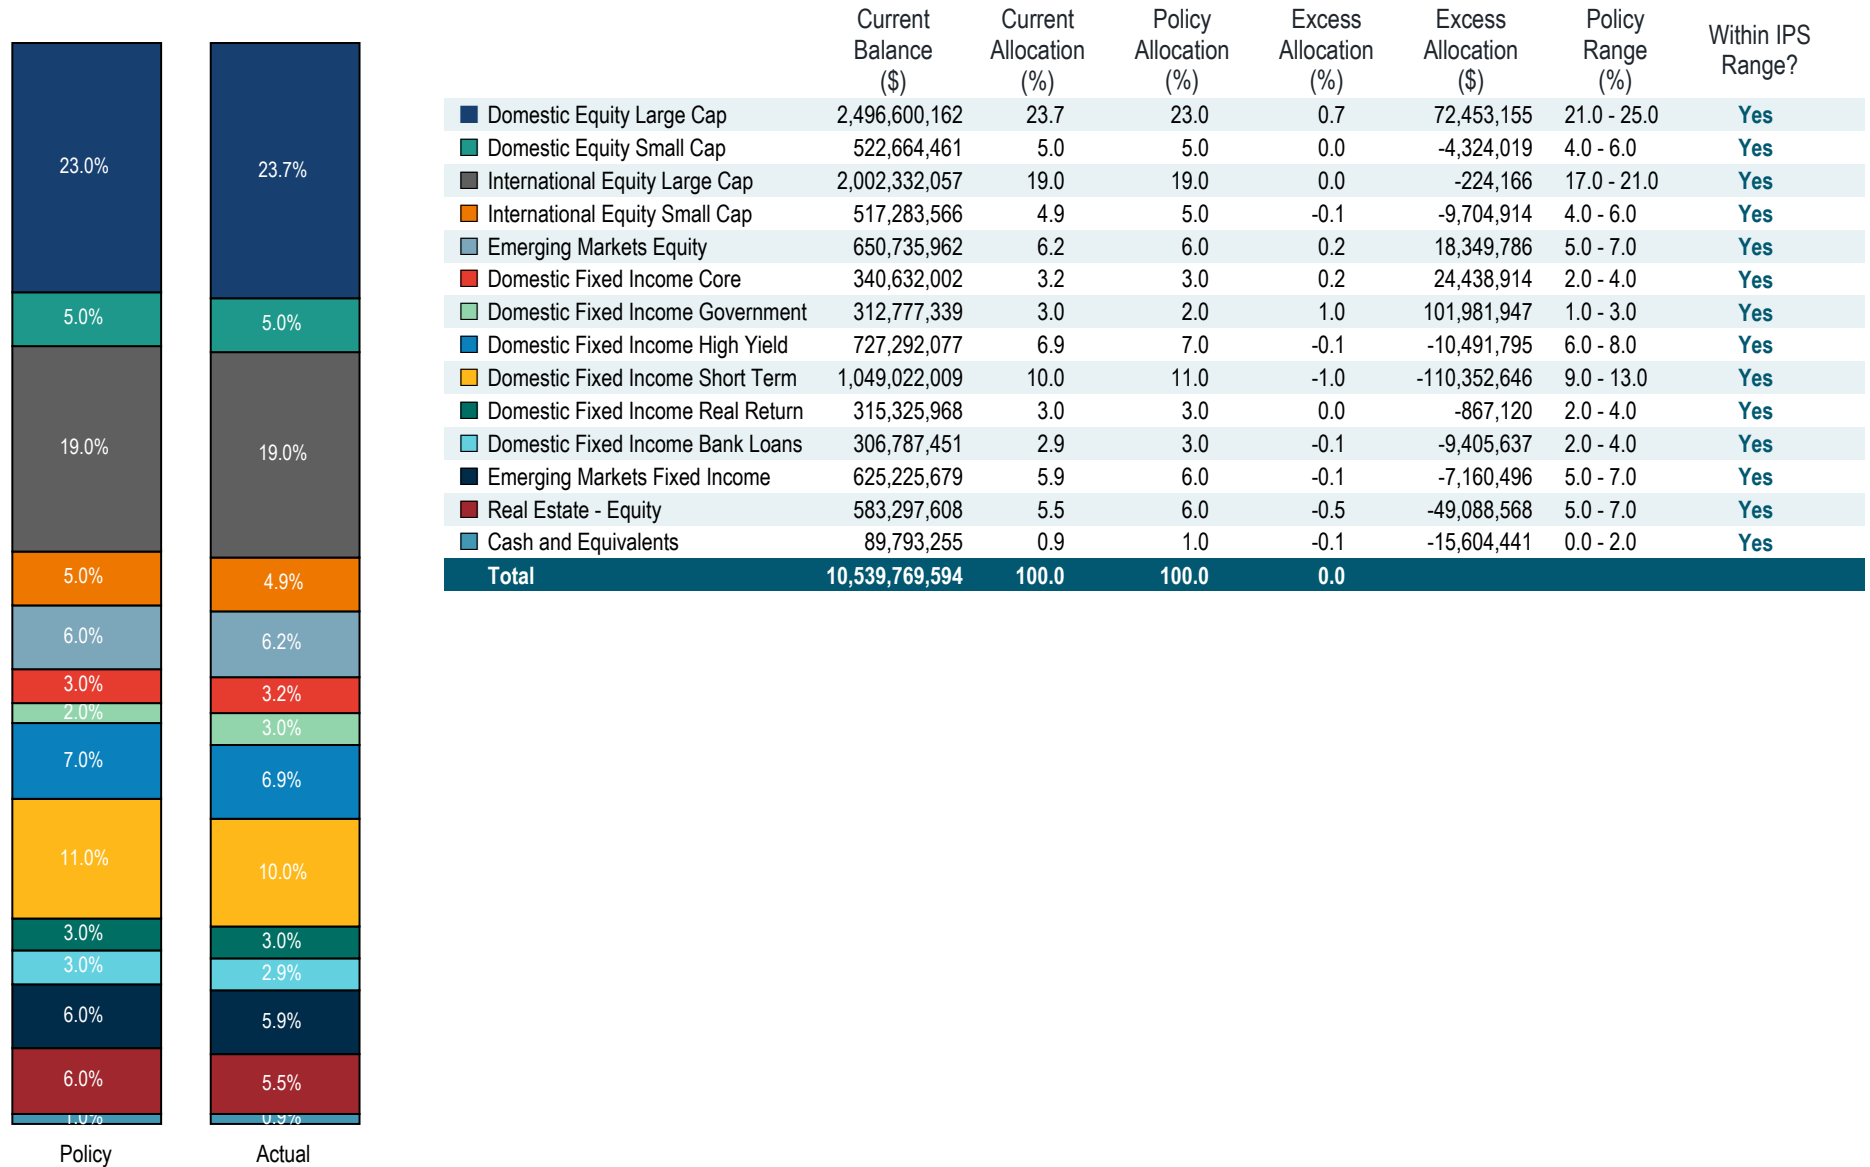 23.0%
5.0%
19.0%
5.0%
6.0%
3.0%
2.0%
7.0%
11.0%
3.0%
3.0%
6.0%
6.0%
1.0%
Policy
23.7%
5.0%
19.0%
4.9%
6.2%
3.2%
3.0%
6.9%
10.0%
3.0%
2.9%
5.9%
5.5%
0.9%
Actual
Current Current Policy Excess Excess Policy
Balance Allocation Allocation Allocation Allocation Range Within IPS
($) (%) (%) (%) ($) (%) Range?
Domestic Equity Large Cap 2,496,600,162 23.7 23.0 0.7 72,453,155 21.0 - 25.0 Yes
Domestic Equity Small Cap 522,664,461 5.0 5.0 0.0 -4,324,019 4.0 - 6.0 Yes
International Equity Large Cap 2,002,332,057 19.0 19.0 0.0 -224,166 17.0 - 21.0 Yes
International Equity Small Cap 517,283,566 4.9 5.0 -0.1 -9,704,914 4.0 - 6.0 Yes
Emerging Markets Equity 650,735,962 6.2 6.0 0.2 18,349,786 5.0 - 7.0 Yes
Domestic Fixed Income Core 340,632,002 3.2 3.0 0.2 24,438,914 2.0 - 4.0 Yes
Domestic Fixed Income Government 312,777,339 3.0 2.0 1.0 101,981,947 1.0 - 3.0 Yes
Domestic Fixed Income High Yield 727,292,077 6.9 7.0 -0.1 -10,491,795 6.0 - 8.0 Yes
Domestic Fixed Income Short Term 1,049,022,009 10.0 11.0 -1.0 -110,352,646 9.0 - 13.0 Yes
Domestic Fixed Income Real Return 315,325,968 3.0 3.0 0.0 -867,120 2.0 - 4.0 Yes
Domestic Fixed Income Bank Loans 306,787,451 2.9 3.0 -0.1 -9,405,637 2.0 - 4.0 Yes
Emerging Markets Fixed Income 625,225,679 5.9 6.0 -0.1 -7,160,496 5.0 - 7.0 Yes
Real Estate - Equity 583,297,608 5.5 6.0 -0.5 -49,088,568 5.0 - 7.0 Yes
Cash and Equivalents 89,793,255 0.9 1.0 -0.1 -15,604,441 0.0 - 2.0 Yes
Total 10,539,769,594 100.0 100.0 0.0